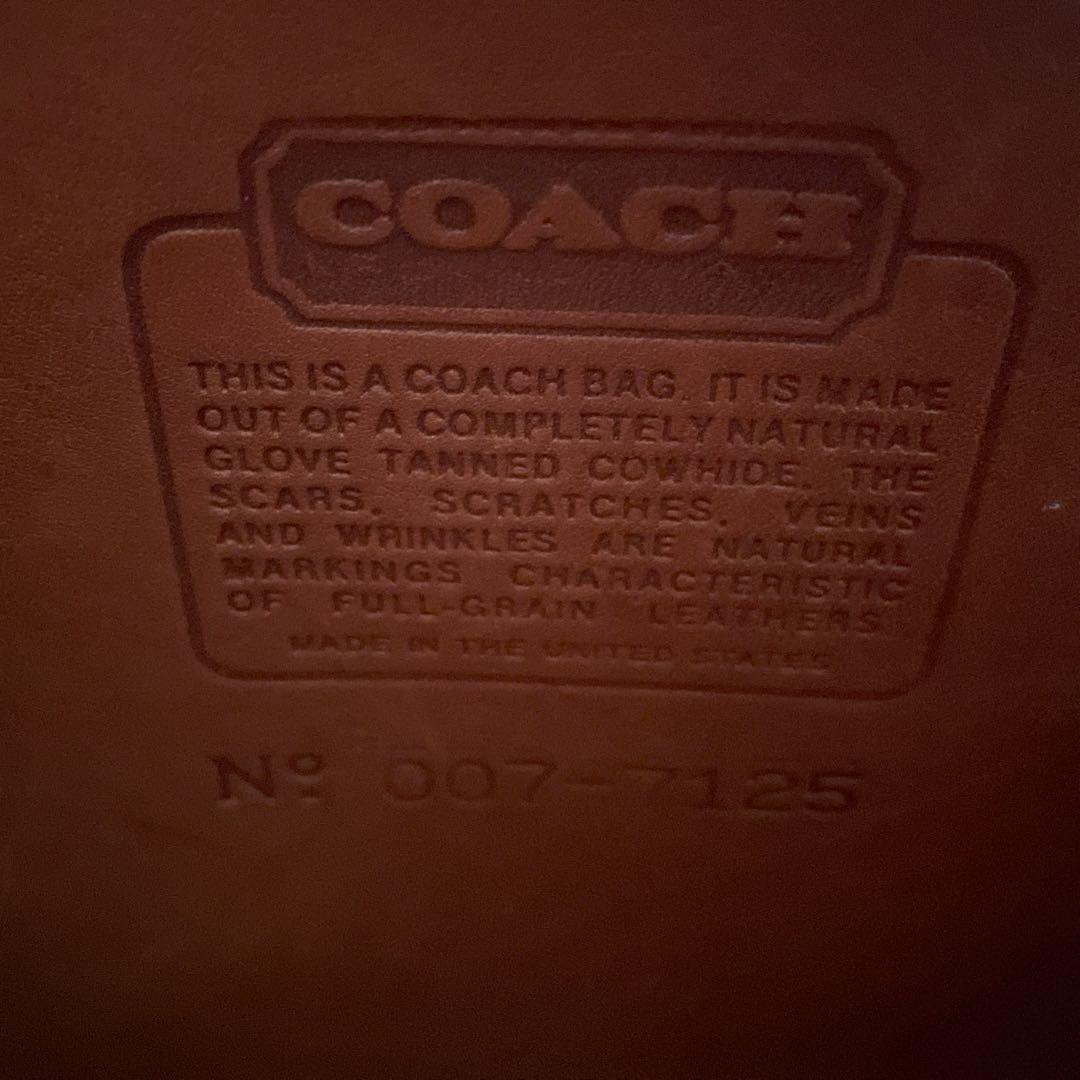 COACH
THIS IS A COACH BAG. IT IS MADE
OUT OF A COMPLETELY NATURAL
GLOVE TANNED COWHIDE. THE
SCARS, SCRATCHES, VEINS
AND WRINKLES ARE NATURAL
MARKINGS CHARACTERISTIC
OF FULL-GRAIN LEATHERS.
MADE IN THE UNITED STATES
Nº 007-7125